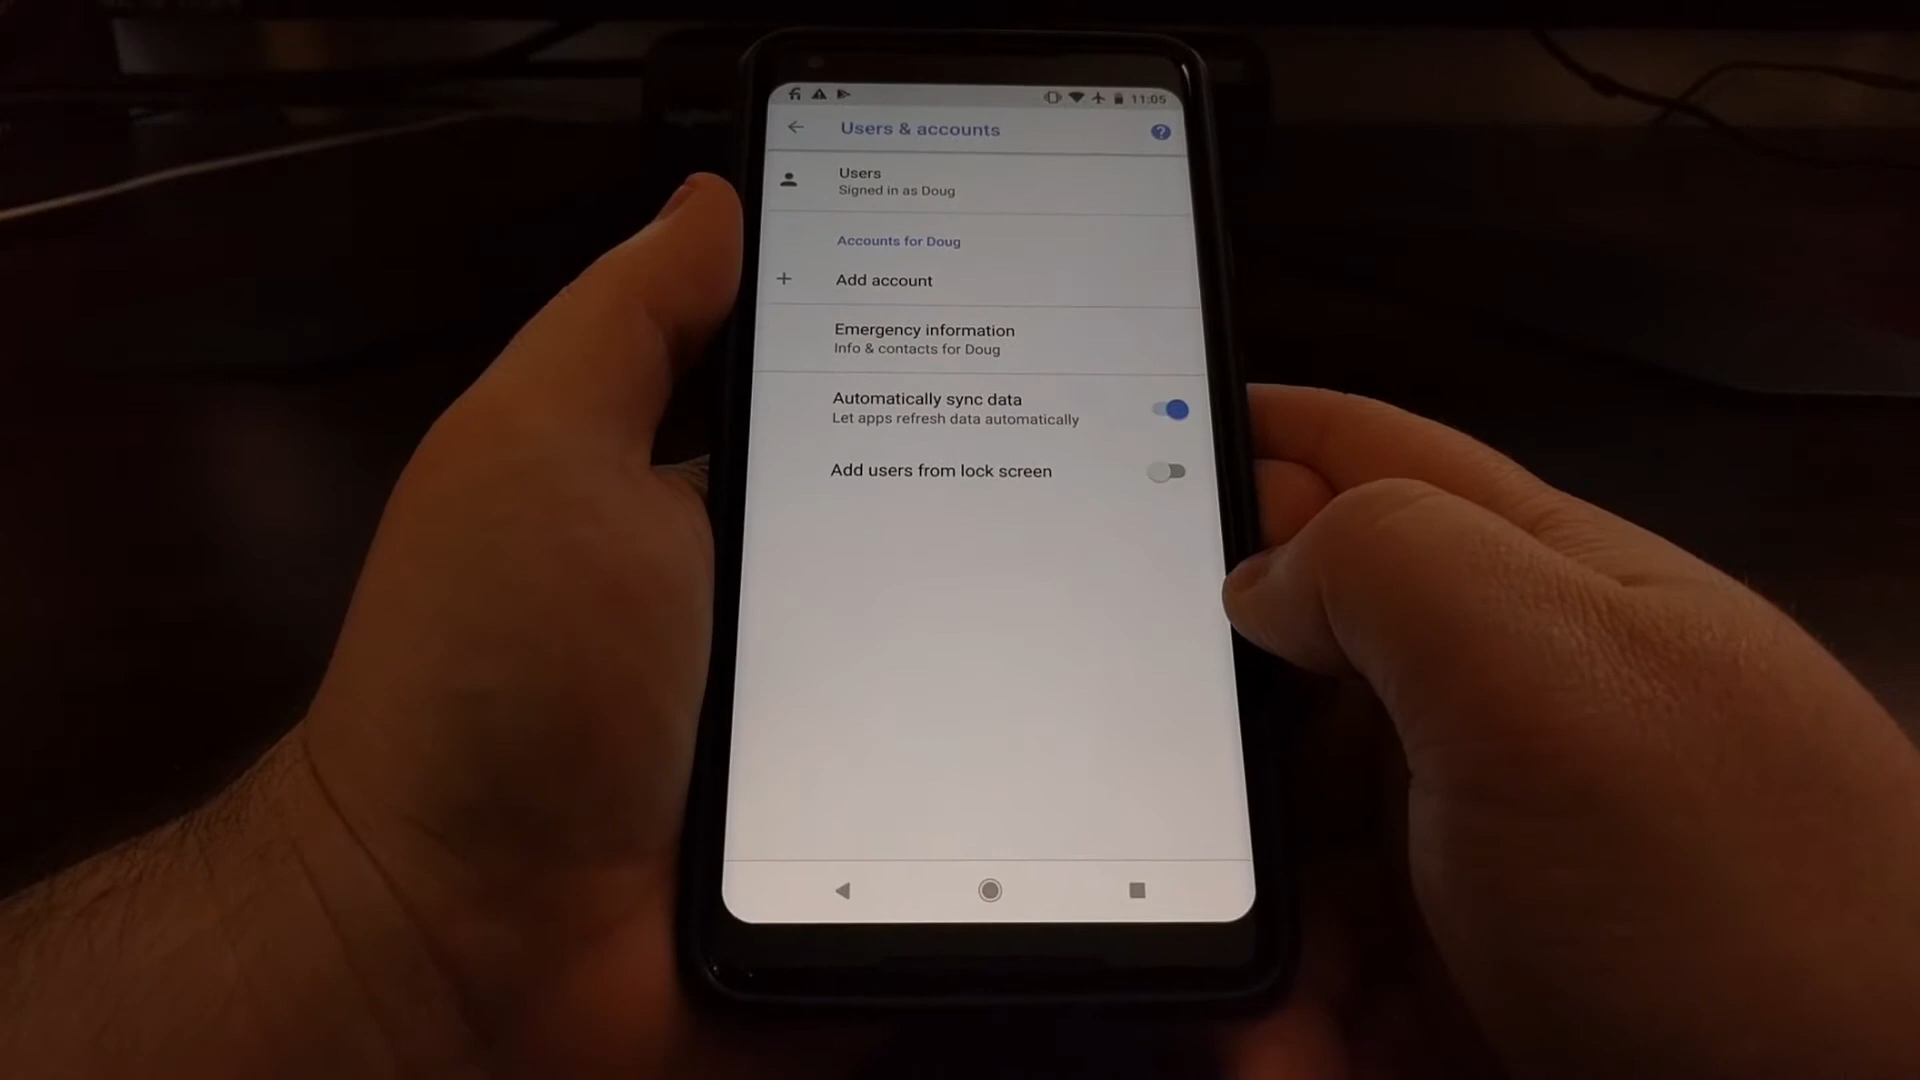 11:05
Users & accounts
?
Users
Signed in as Doug
Accounts for Doug
+ Add account
Emergency information
Info & contacts for Doug
Automatically sync data
Let apps refresh data automatically
Add users from lock screen